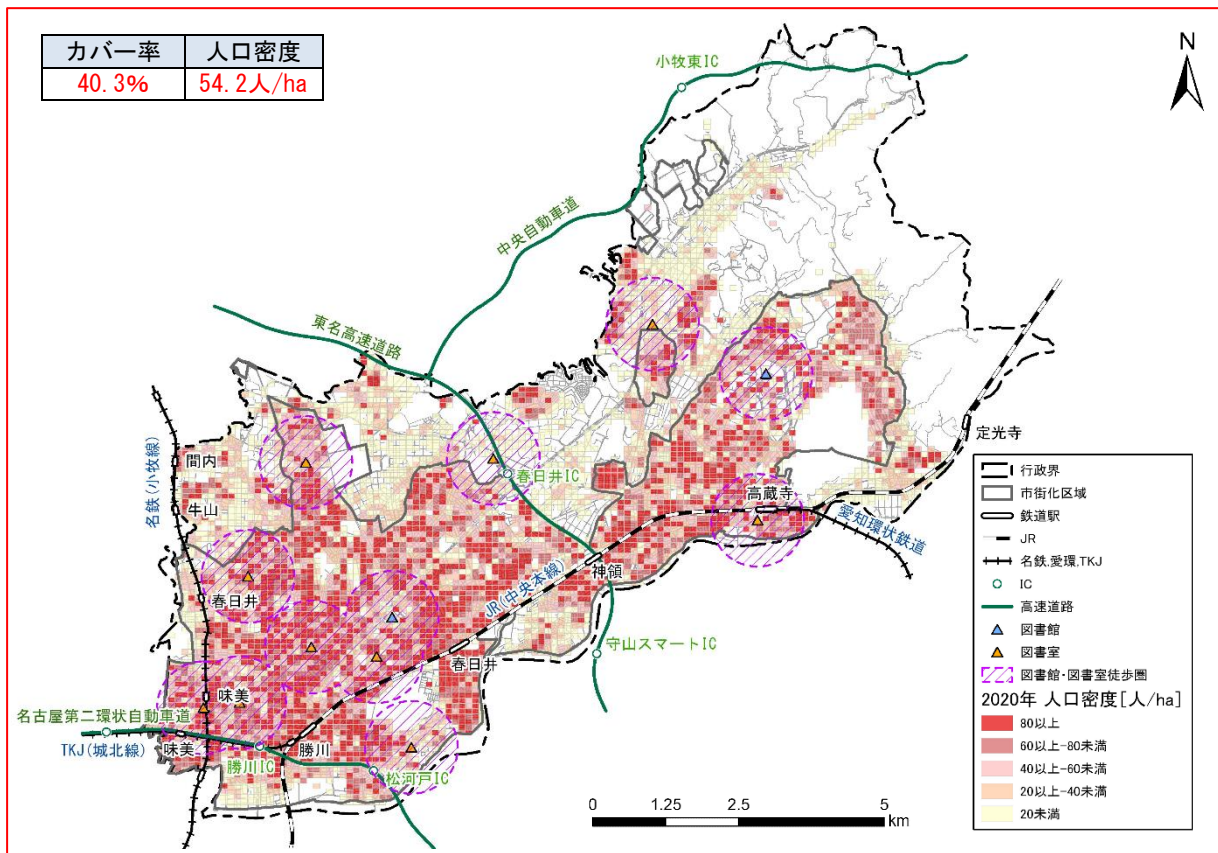 カバー率 人口密度
40.3% 54.2人/ha
小牧東IC
N
中央自動車道
東名高速道路
定光寺
名鉄(小牧線)
間内
牛山
春日井IC
高蔵寺
愛知環状鉄道
神領
JR(中央本線)
春日井
守山スマートIC
春日井
味美
名古屋第二環状自動車道
TKJ(城北線)
味美
勝川
勝川IC
松河戸IC
0 1.25 2.5 5
km
行政界
市街化区域
鉄道駅
JR
名鉄,愛環,TKJ
IC
高速道路
図書館
図書室
図書館・図書室徒歩圏
2020年 人口密度[人/ha]
80以上
60以上-80未満
40以上-60未満
20以上-40未満
20未満